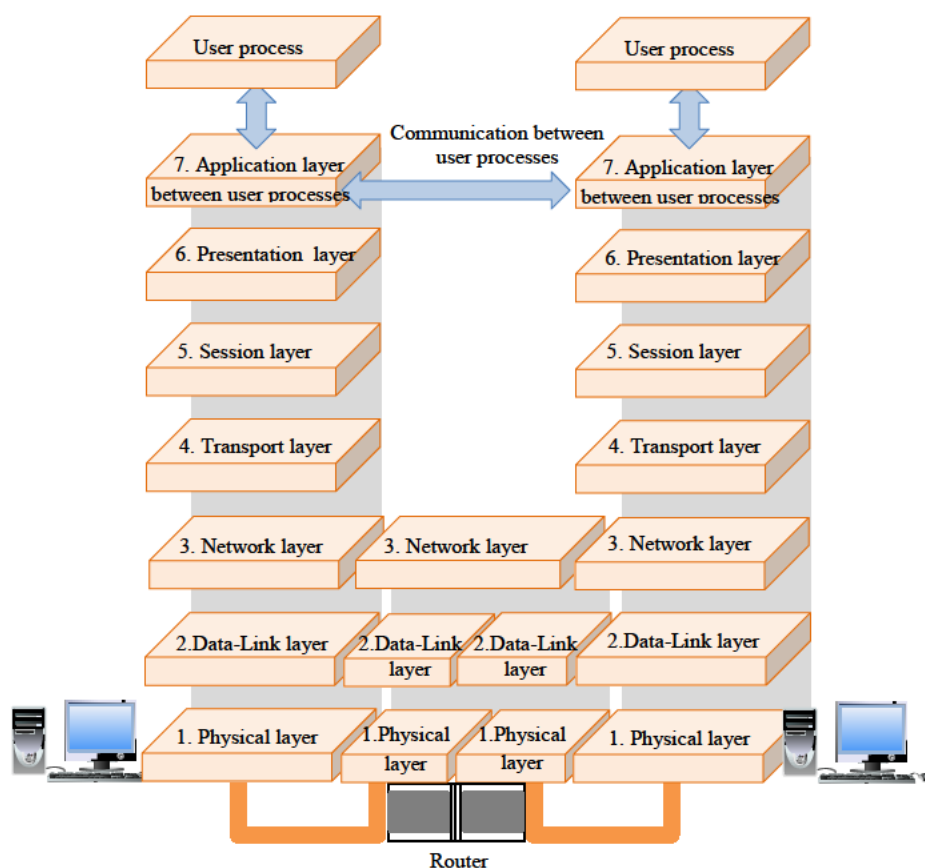 User process
User process
Communication between
user processes
7. Application layer
between user processes
7. Application layer
between user processes
6. Presentation layer
6. Presentation layer
5. Session layer
5. Session layer
4. Transport layer
4. Transport layer
3. Network layer
3. Network layer
3. Network layer
2.Data-Link layer
2.Data-Link
layer
2.Data-Link
layer
2.Data-Link layer
1. Physical layer
1.Physical
layer
1.Physical
layer
1. Physical layer
Router